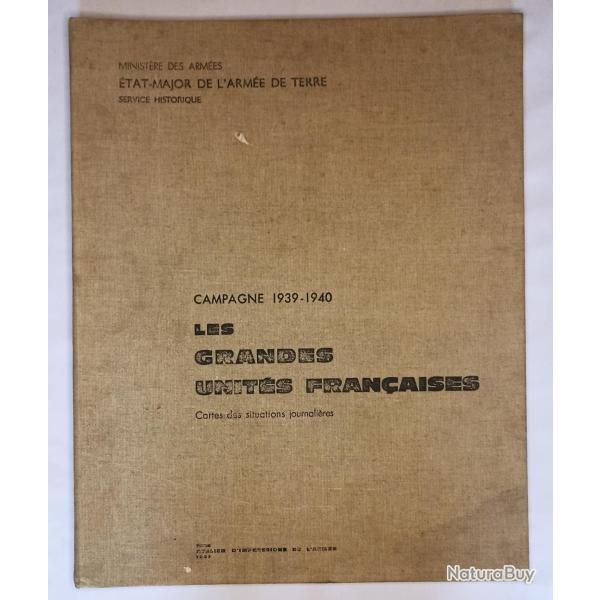 MINISTÈRE DES ARMÉES
ÉTAT-MAJOR DE L'ARMÉE DE TERRE
SERVICE HISTORIQUE
CAMPAGNE 1939-1940
LES
GRANDES
UNITÉS FRANÇAISES
Cartes des situations journalières
ATELIER D'IMPRESSIONS DE L'ARMÉE
NaturaBuy